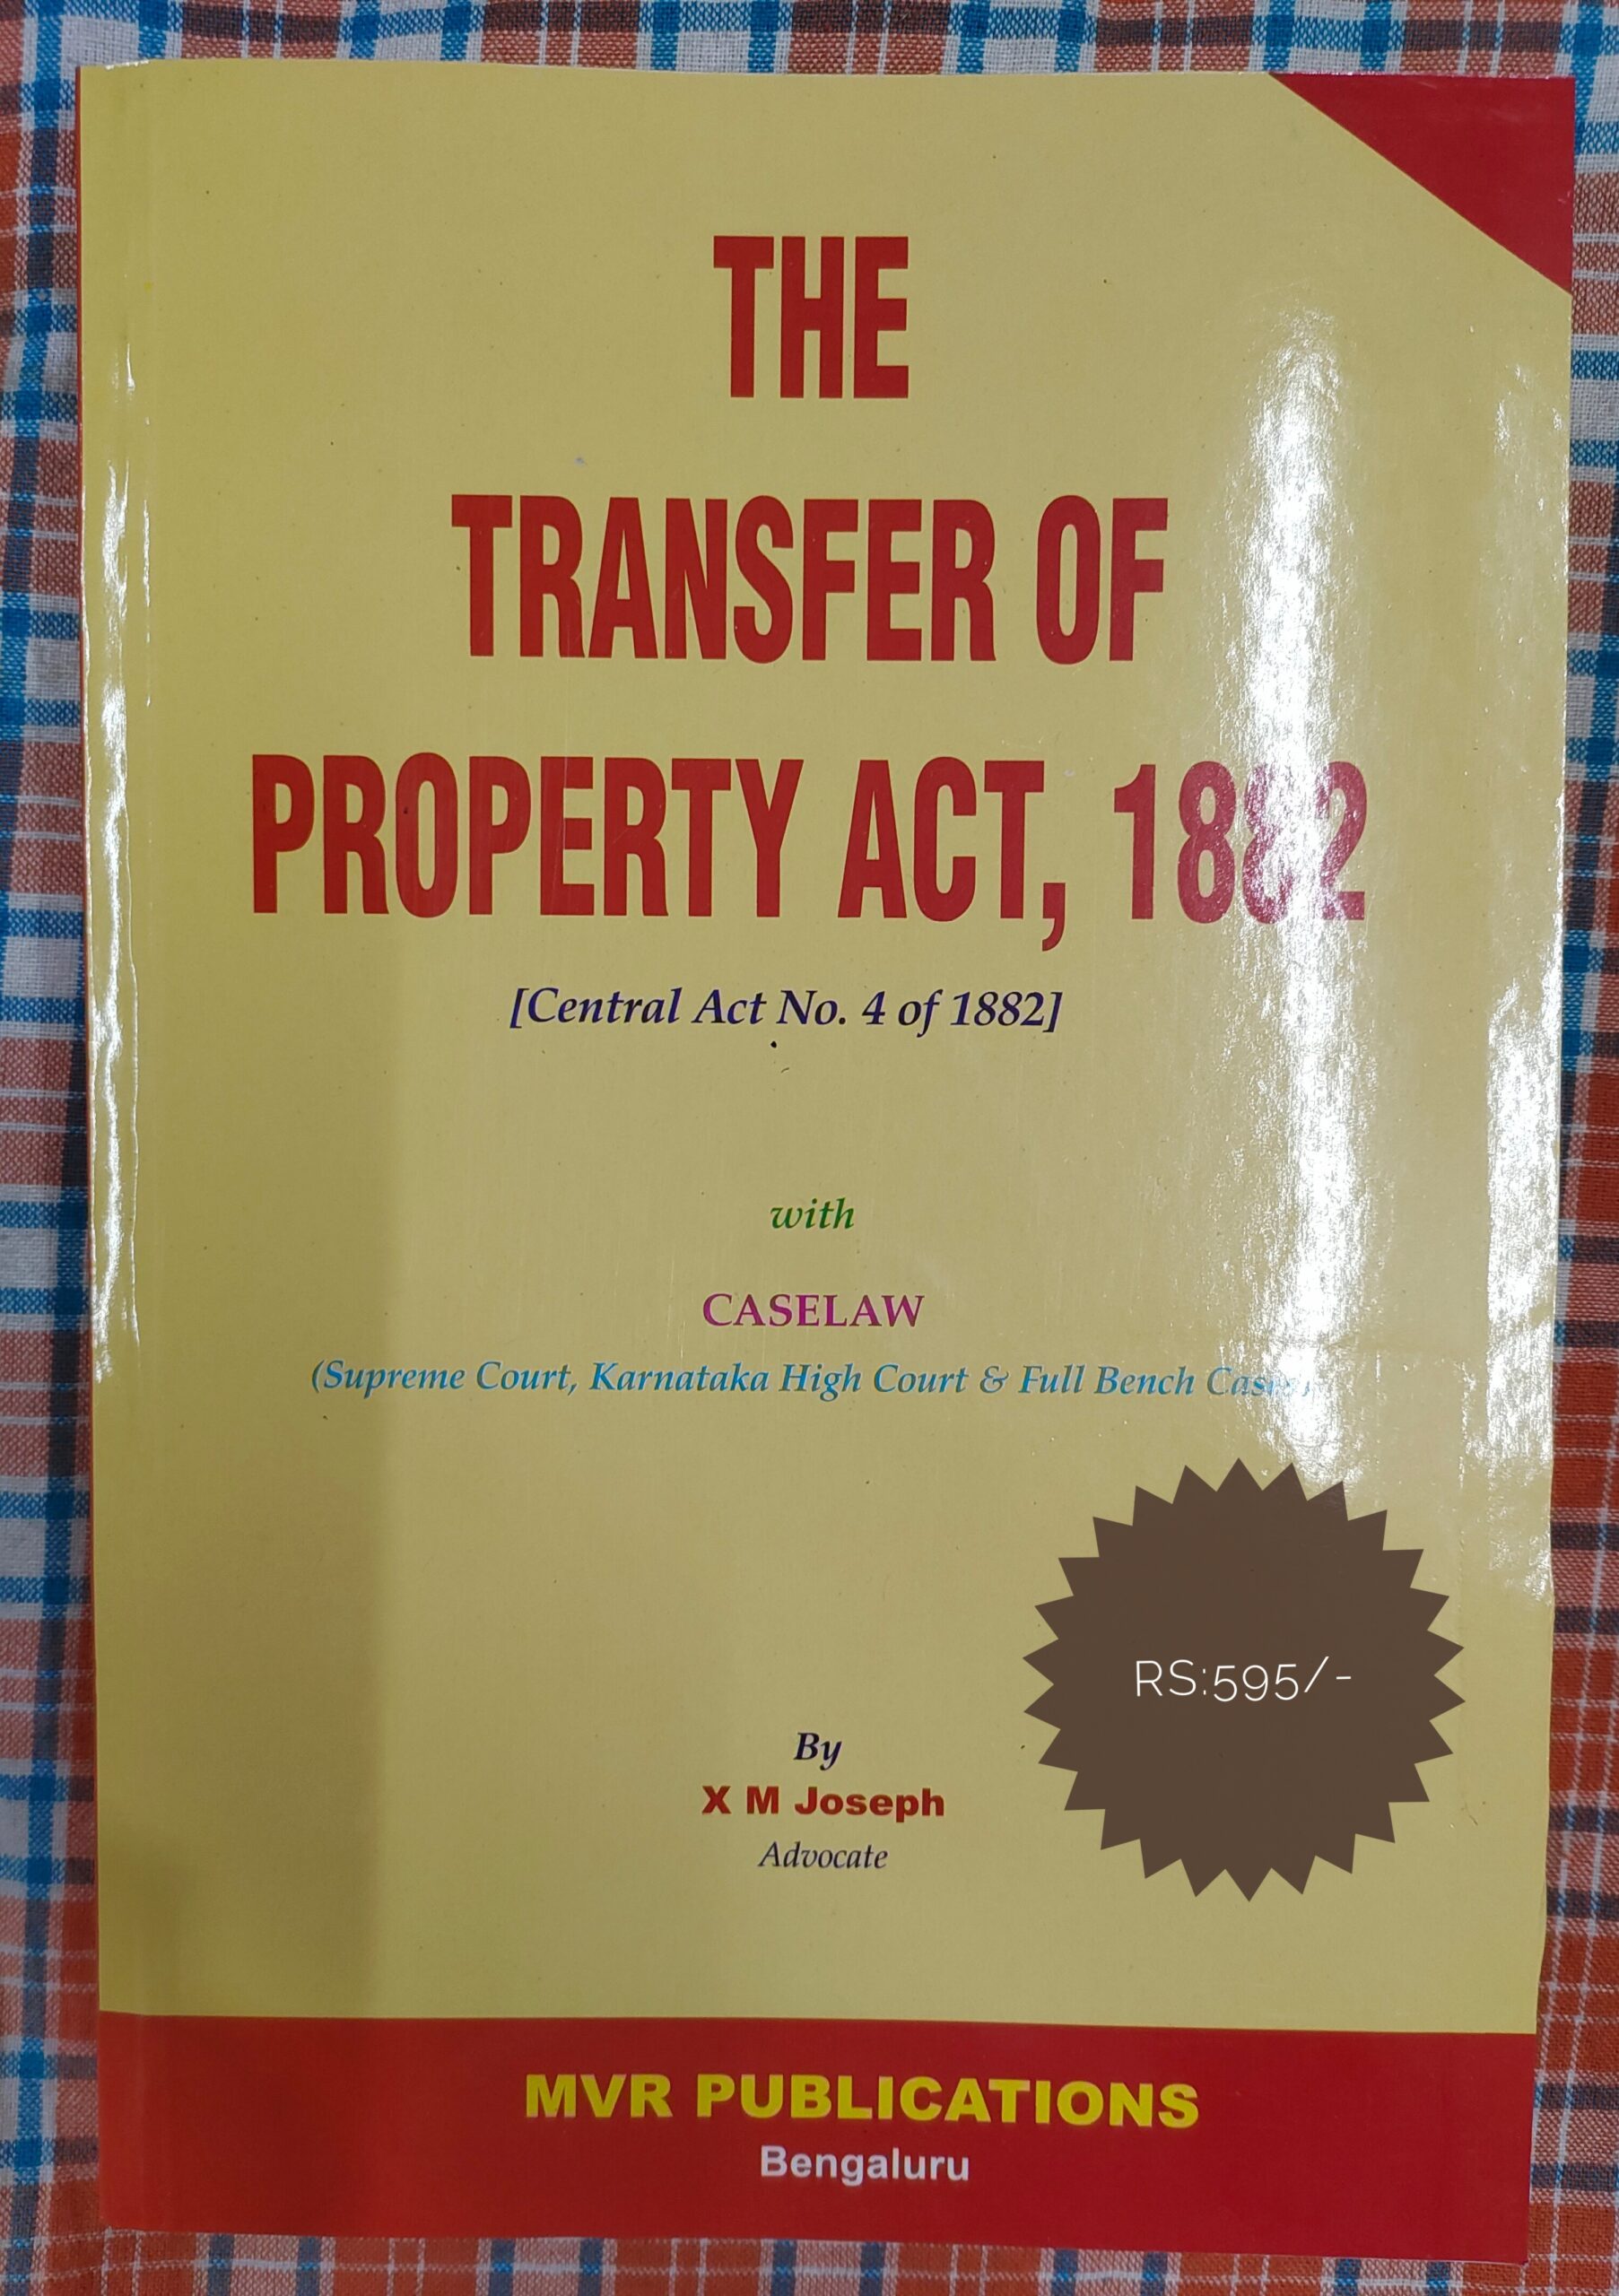 THE
TRANSFER OF
PROPERTY ACT, 1882
[Central Act No. 4 of 1882]
with
CASELAW
(Supreme Court, Karnataka High Court & Full Bench Cases)
RS:595/-
By
X M Joseph
Advocate
MVR PUBLICATIONS
Bengaluru